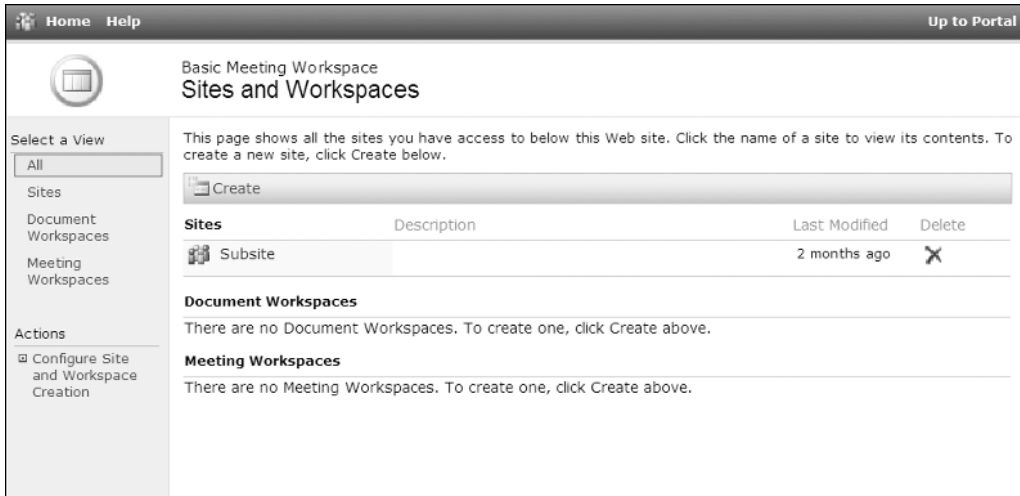 Home Help Up to Portal
Basic Meeting Workspace
Sites and Workspaces
Select a View
All
Sites
Document
Workspaces
Meeting
Workspaces
Actions
Configure Site
and Workspace
Creation
This page shows all the sites you have access to below this Web site. Click the name of a site to view its contents. To
create a new site, click Create below.
Create
Sites Description Last Modified Delete
Subsite 2 months ago
Document Workspaces
There are no Document Workspaces. To create one, click Create above.
Meeting Workspaces
There are no Meeting Workspaces. To create one, click Create above.